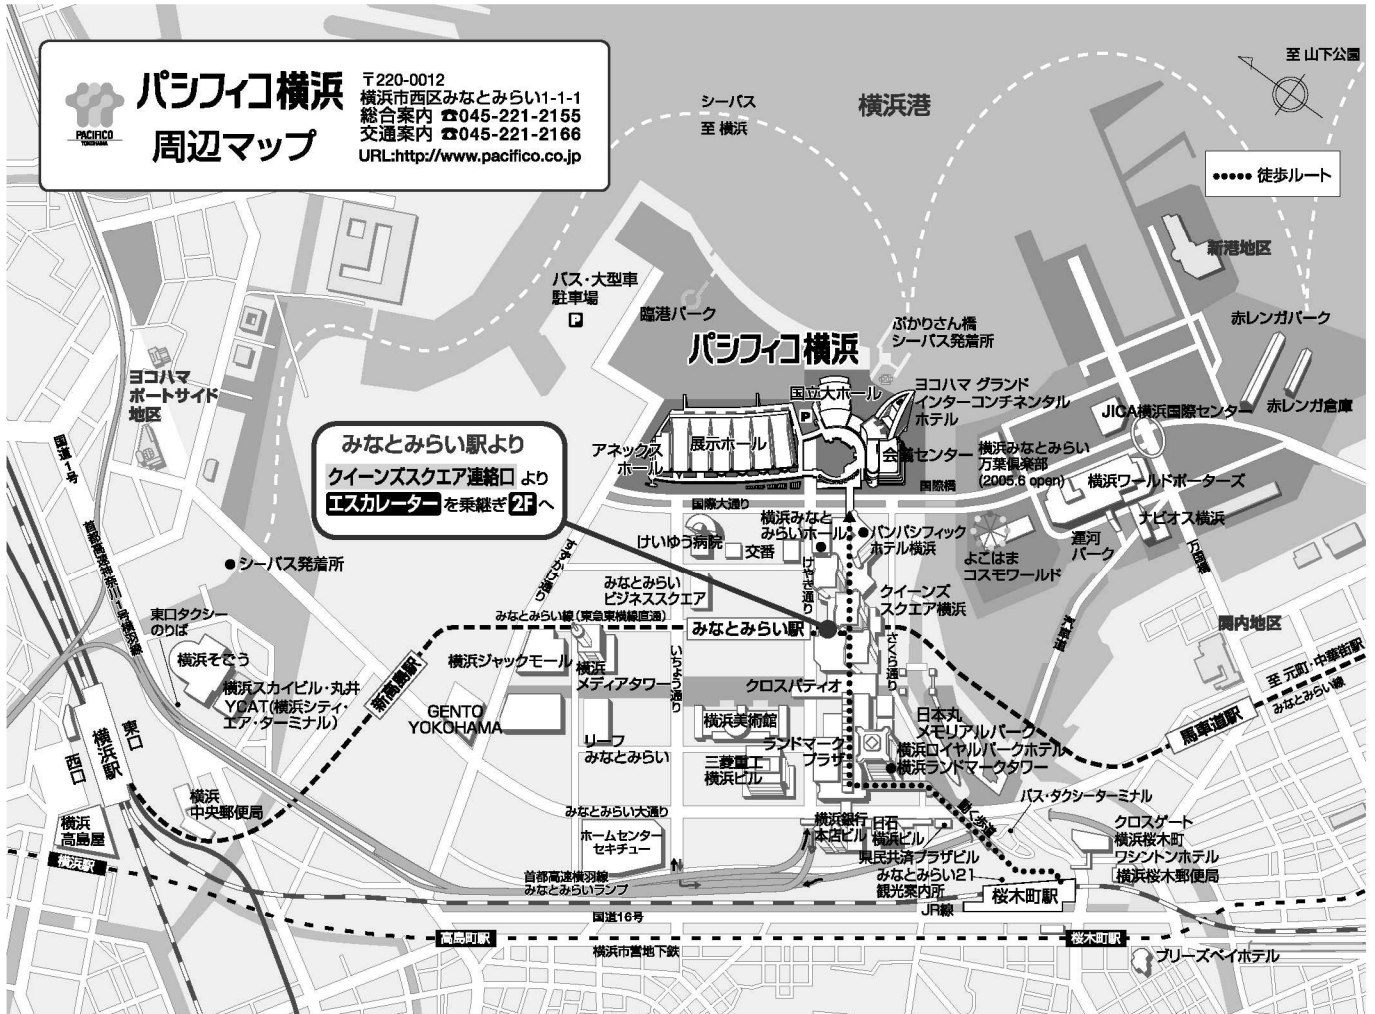 パシフィコ横浜
周辺マップ
PACIFICO
YOKOHAMA
〒220-0012
横浜市西区みなとみらい1-1-1
総合案内 ☎045-221-2155
交通案内 ☎045-221-2166
URL:http://www.pacifico.co.jp
シーバス
至 横浜
横浜港
至 山下公園
徒歩ルート
新港地区
バス・大型車
駐車場
P
臨港パーク
ぷかりさん橋
シーバス発着所
赤レンガパーク
赤レンガ倉庫
パシフィコ横浜
国立大ホール
P
ヨコハマ グランド
インターコンチネンタル
ホテル
JICA横浜国際センター
ヨコハマ
ポートサイド
地区
国道1号
首都高速神奈川1号横羽線
みなとみらい駅より
クイーンズスクエア連絡口 より
エスカレーター を乗継ぎ 2F へ
アネックス
ホール
展示ホール
会議センター
横浜みなとみらい
万葉倶楽部
(2005.6 open)
横浜ワールドポーターズ
国際橋
国際大通り
ナビオス横浜
運河
パーク
万国橋
よこはま
コスモワールド
横浜みなと
みらいホール
パンパシフィック
ホテル横浜
けいゆう病院
交番
けやき通り
すずかけ通り
シーバス発着所
みなとみらい
ビジネススクエア
クイーンズ
スクエア横浜
みなとみらい線(東急東横線直通)
みなとみらい駅
さくら通り
いちょう通り
関内地区
至 元町・中華街駅
みなとみらい線
馬車道駅
東口タクシー
のりば
横浜そごう
横浜スカイビル・丸井
YCAT(横浜シティ・
エア・ターミナル)
新高島駅
横浜ジャックモール
横浜
メディアタワー
GENTO
YOKOHAMA
リーフ
みなとみらい
クロスパティオ
横浜美術館
三菱重工
横浜ビル
ランドマーク
プラザ
日本丸
メモリアルパーク
横浜ロイヤルパークホテル
横浜ランドマークタワー
東口
横浜駅
西口
横浜
中央郵便局
横浜
高島屋
横浜駅
みなとみらい大通り
ホームセンター
セキチュー
横浜銀行
本店ビル
日石
横浜ビル
県民共済プラザビル
みなとみらい21
観光案内所
動く歩道
バス・タクシーターミナル
クロスゲート
横浜桜木町
ワシントンホテル
横浜桜木郵便局
首都高速横羽線
みなとみらいランプ
桜木町駅
JR線
国道16号
高島町駅
横浜市営地下鉄
桜木町駅
ブリーズベイホテル